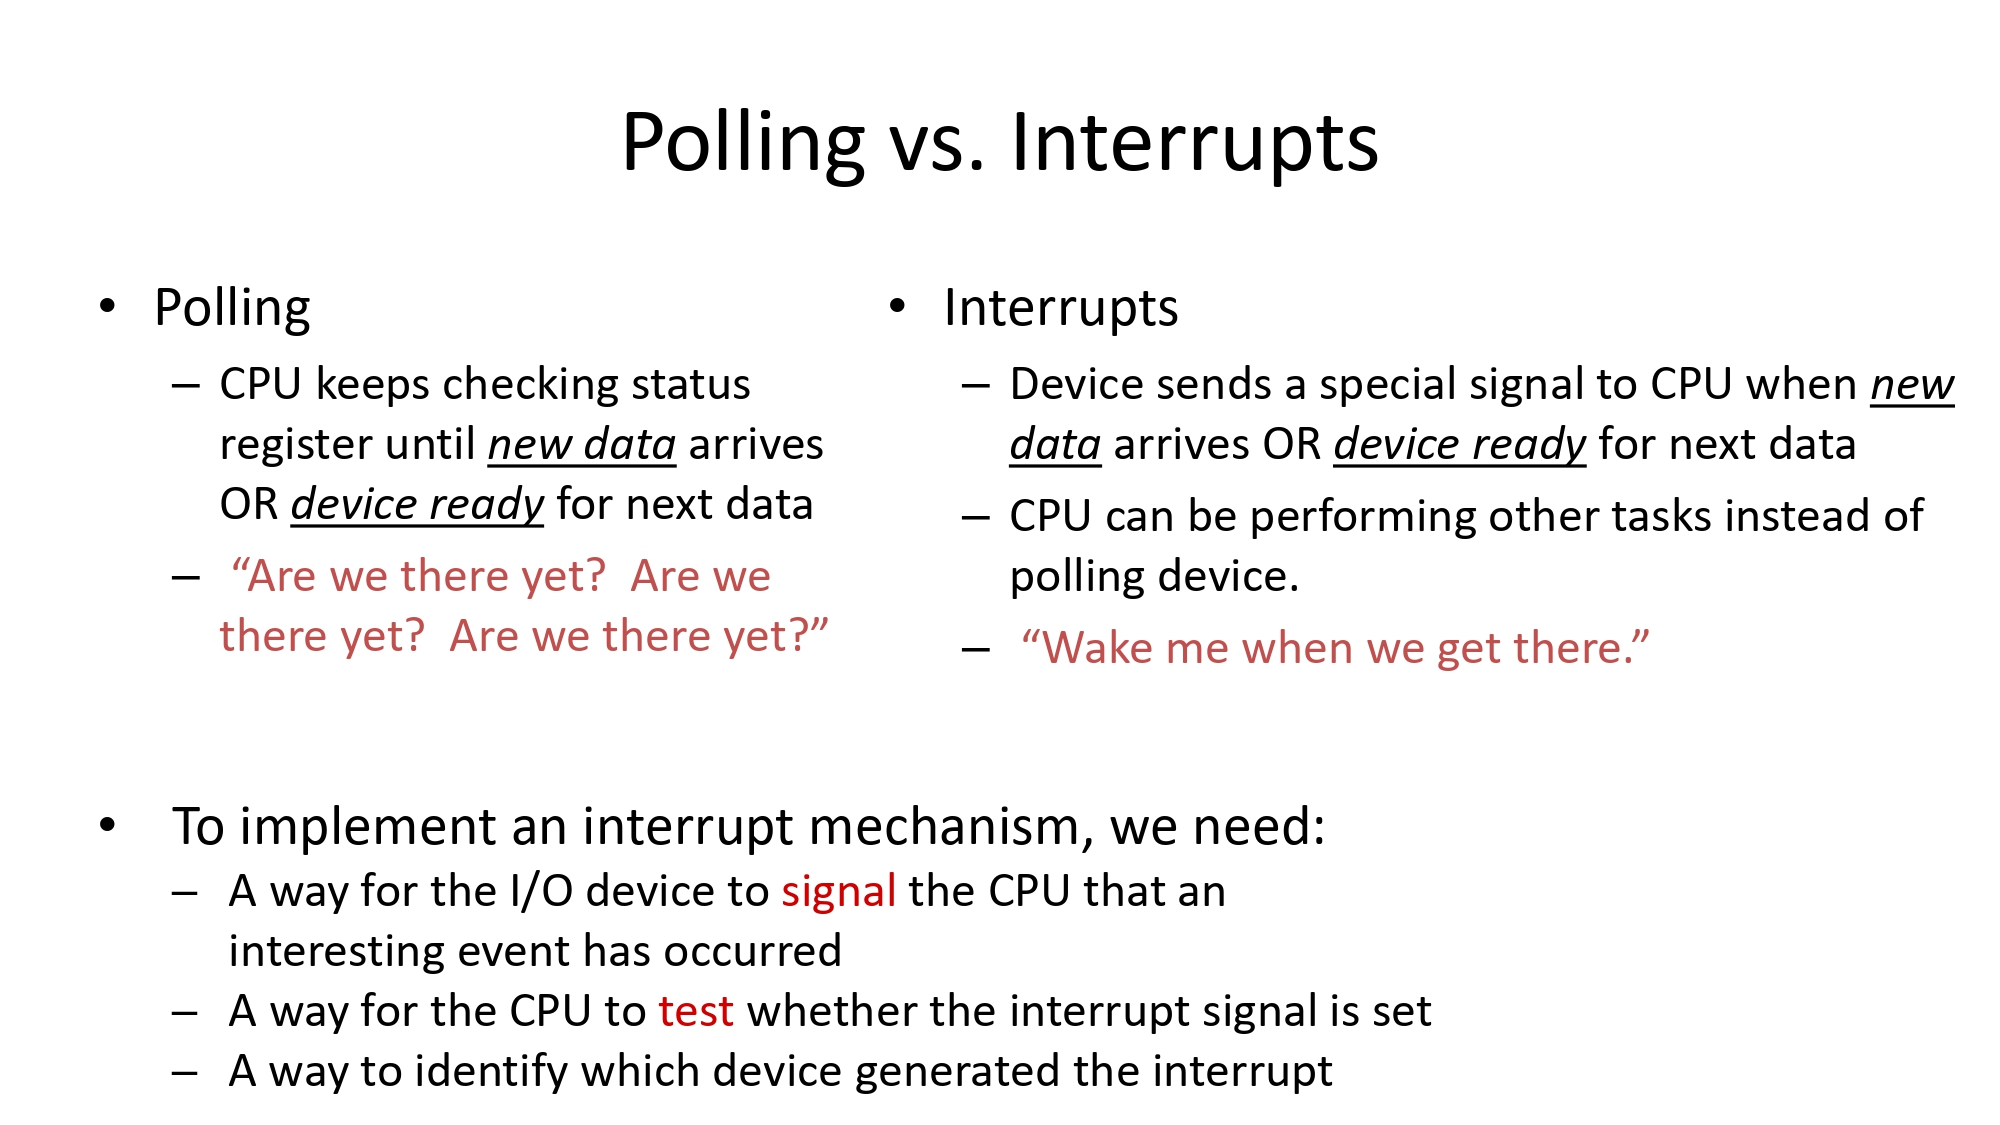 Polling vs. Interrupts
• Polling
– CPU keeps checking status
register until new data arrives
OR device ready for next data
– “Are we there yet?  Are we
there yet?  Are we there yet?”
• Interrupts
– Device sends a special signal to CPU when new
data arrives OR device ready for next data
– CPU can be performing other tasks instead of
polling device.
– “Wake me when we get there.”
• To implement an interrupt mechanism, we need:
– A way for the I/O device to signal the CPU that an
interesting event has occurred
– A way for the CPU to test whether the interrupt signal is set
– A way to identify which device generated the interrupt